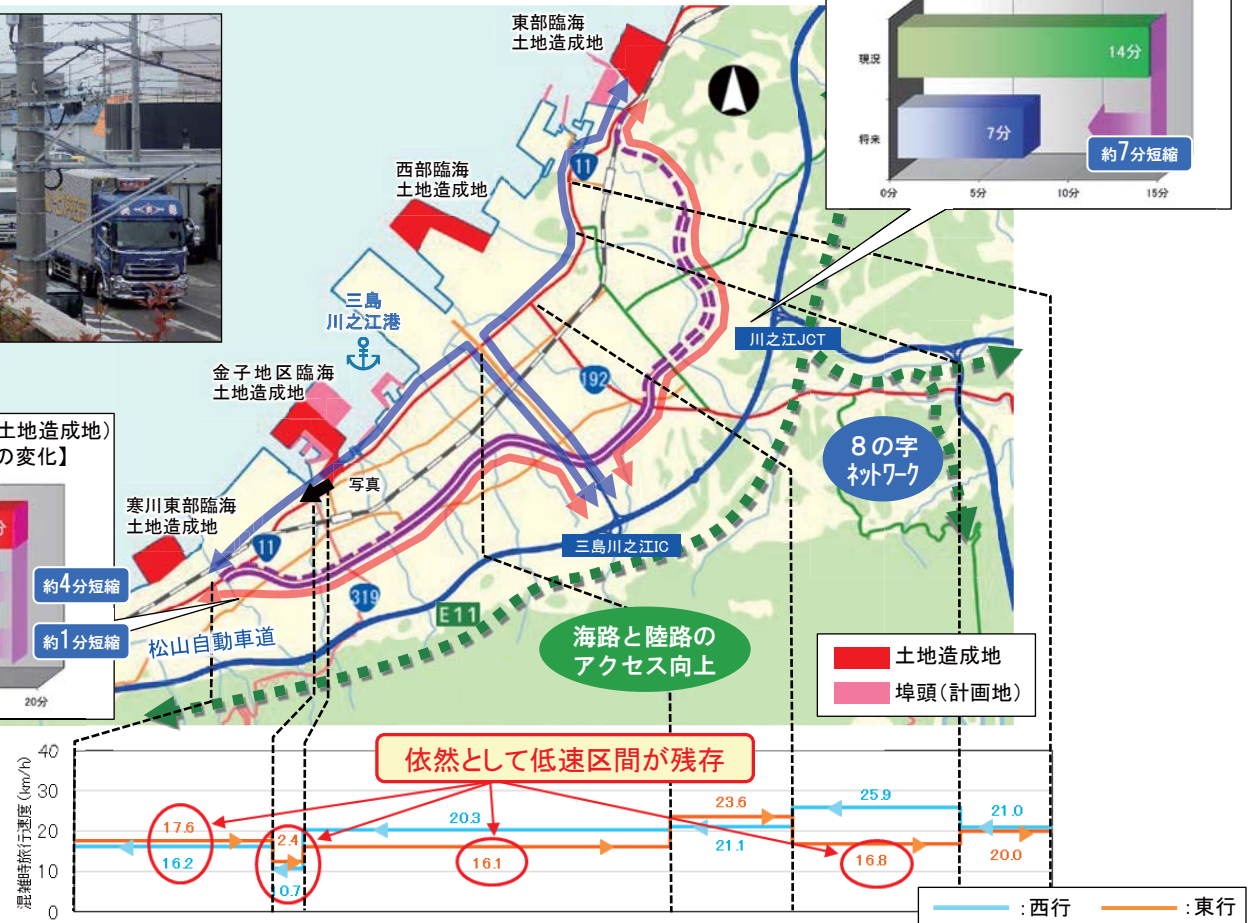 現況
14分
将来
7分
約7分短縮
0分
5分
10分
15分
東部臨海
土地造成地
西部臨海
土地造成地
11
三島
川之江港
川之江JCT
金子地区臨海
土地造成地
192
8の字
ネットワーク
土地造成地)
の変化】
写真
寒川東部臨海
土地造成地
11
三島川之江IC
分
約4分短縮
約1分短縮
319
E11
松山自動車道
20分
海路と陸路の
アクセス向上
土地造成地
埠頭(計画地)
依然として低速区間が残存
混雑時旅行速度(km/h)
40
30
20
10
0
17.6
16.2
2.4
10.7
20.3
16.1
23.6
21.1
25.9
16.8
21.0
20.0
:西行
:東行